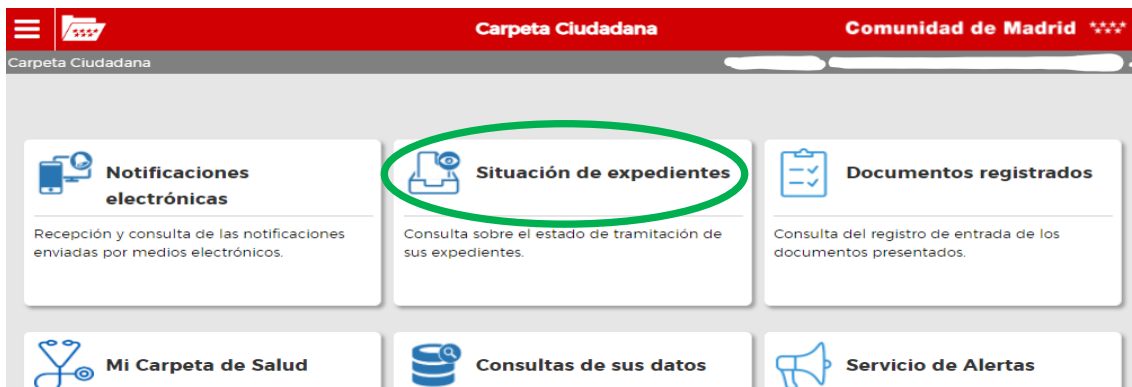 Carpeta Ciudadana
Comunidad de Madrid
Carpeta Ciudadana
Notificaciones
electrónicas
Recepción y consulta de las notificaciones
enviadas por medios electrónicos.
Situación de expedientes
Consulta sobre el estado de tramitación de
sus expedientes.
Documentos registrados
Consulta del registro de entrada de los
documentos presentados.
Mi Carpeta de Salud
Consultas de sus datos
Servicio de Alertas